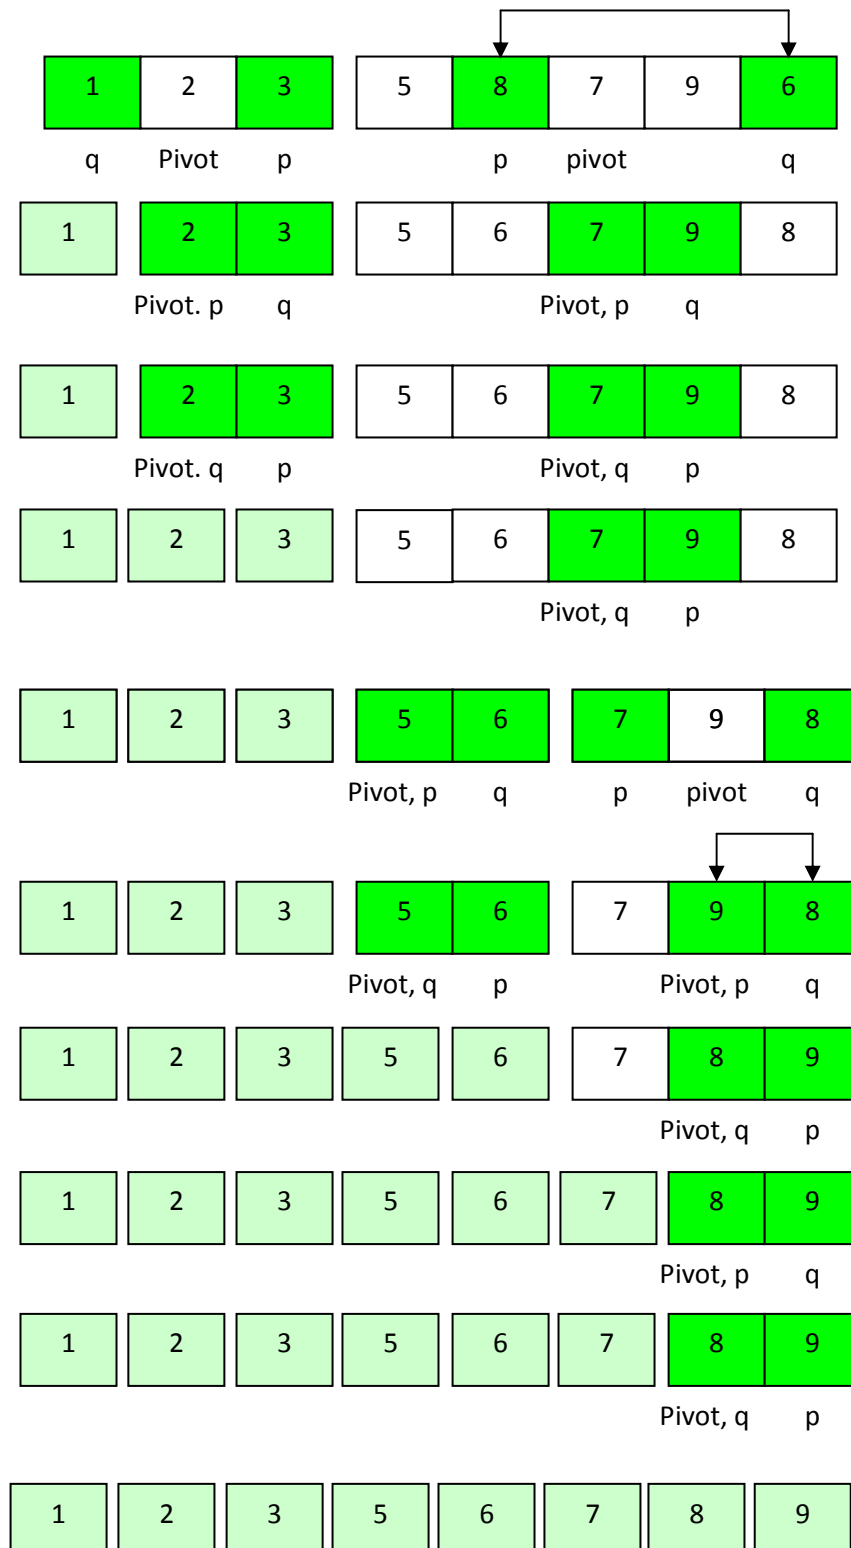 1 2 3 5 8 7 9 6
q Pivot p p pivot q
1 2 3 5 6 7 9 8
Pivot. p q Pivot, p q
1 2 3 5 6 7 9 8
Pivot. q p Pivot, q p
1 2 3 5 6 7 9 8
Pivot, q p
1 2 3 5 6 7 9 8
Pivot, p q p pivot q
1 2 3 5 6 7 9 8
Pivot, q p Pivot, p q
1 2 3 5 6 7 8 9
Pivot, q p
1 2 3 5 6 7 8 9
Pivot, p q
1 2 3 5 6 7 8 9
Pivot, q p
1 2 3 5 6 7 8 9